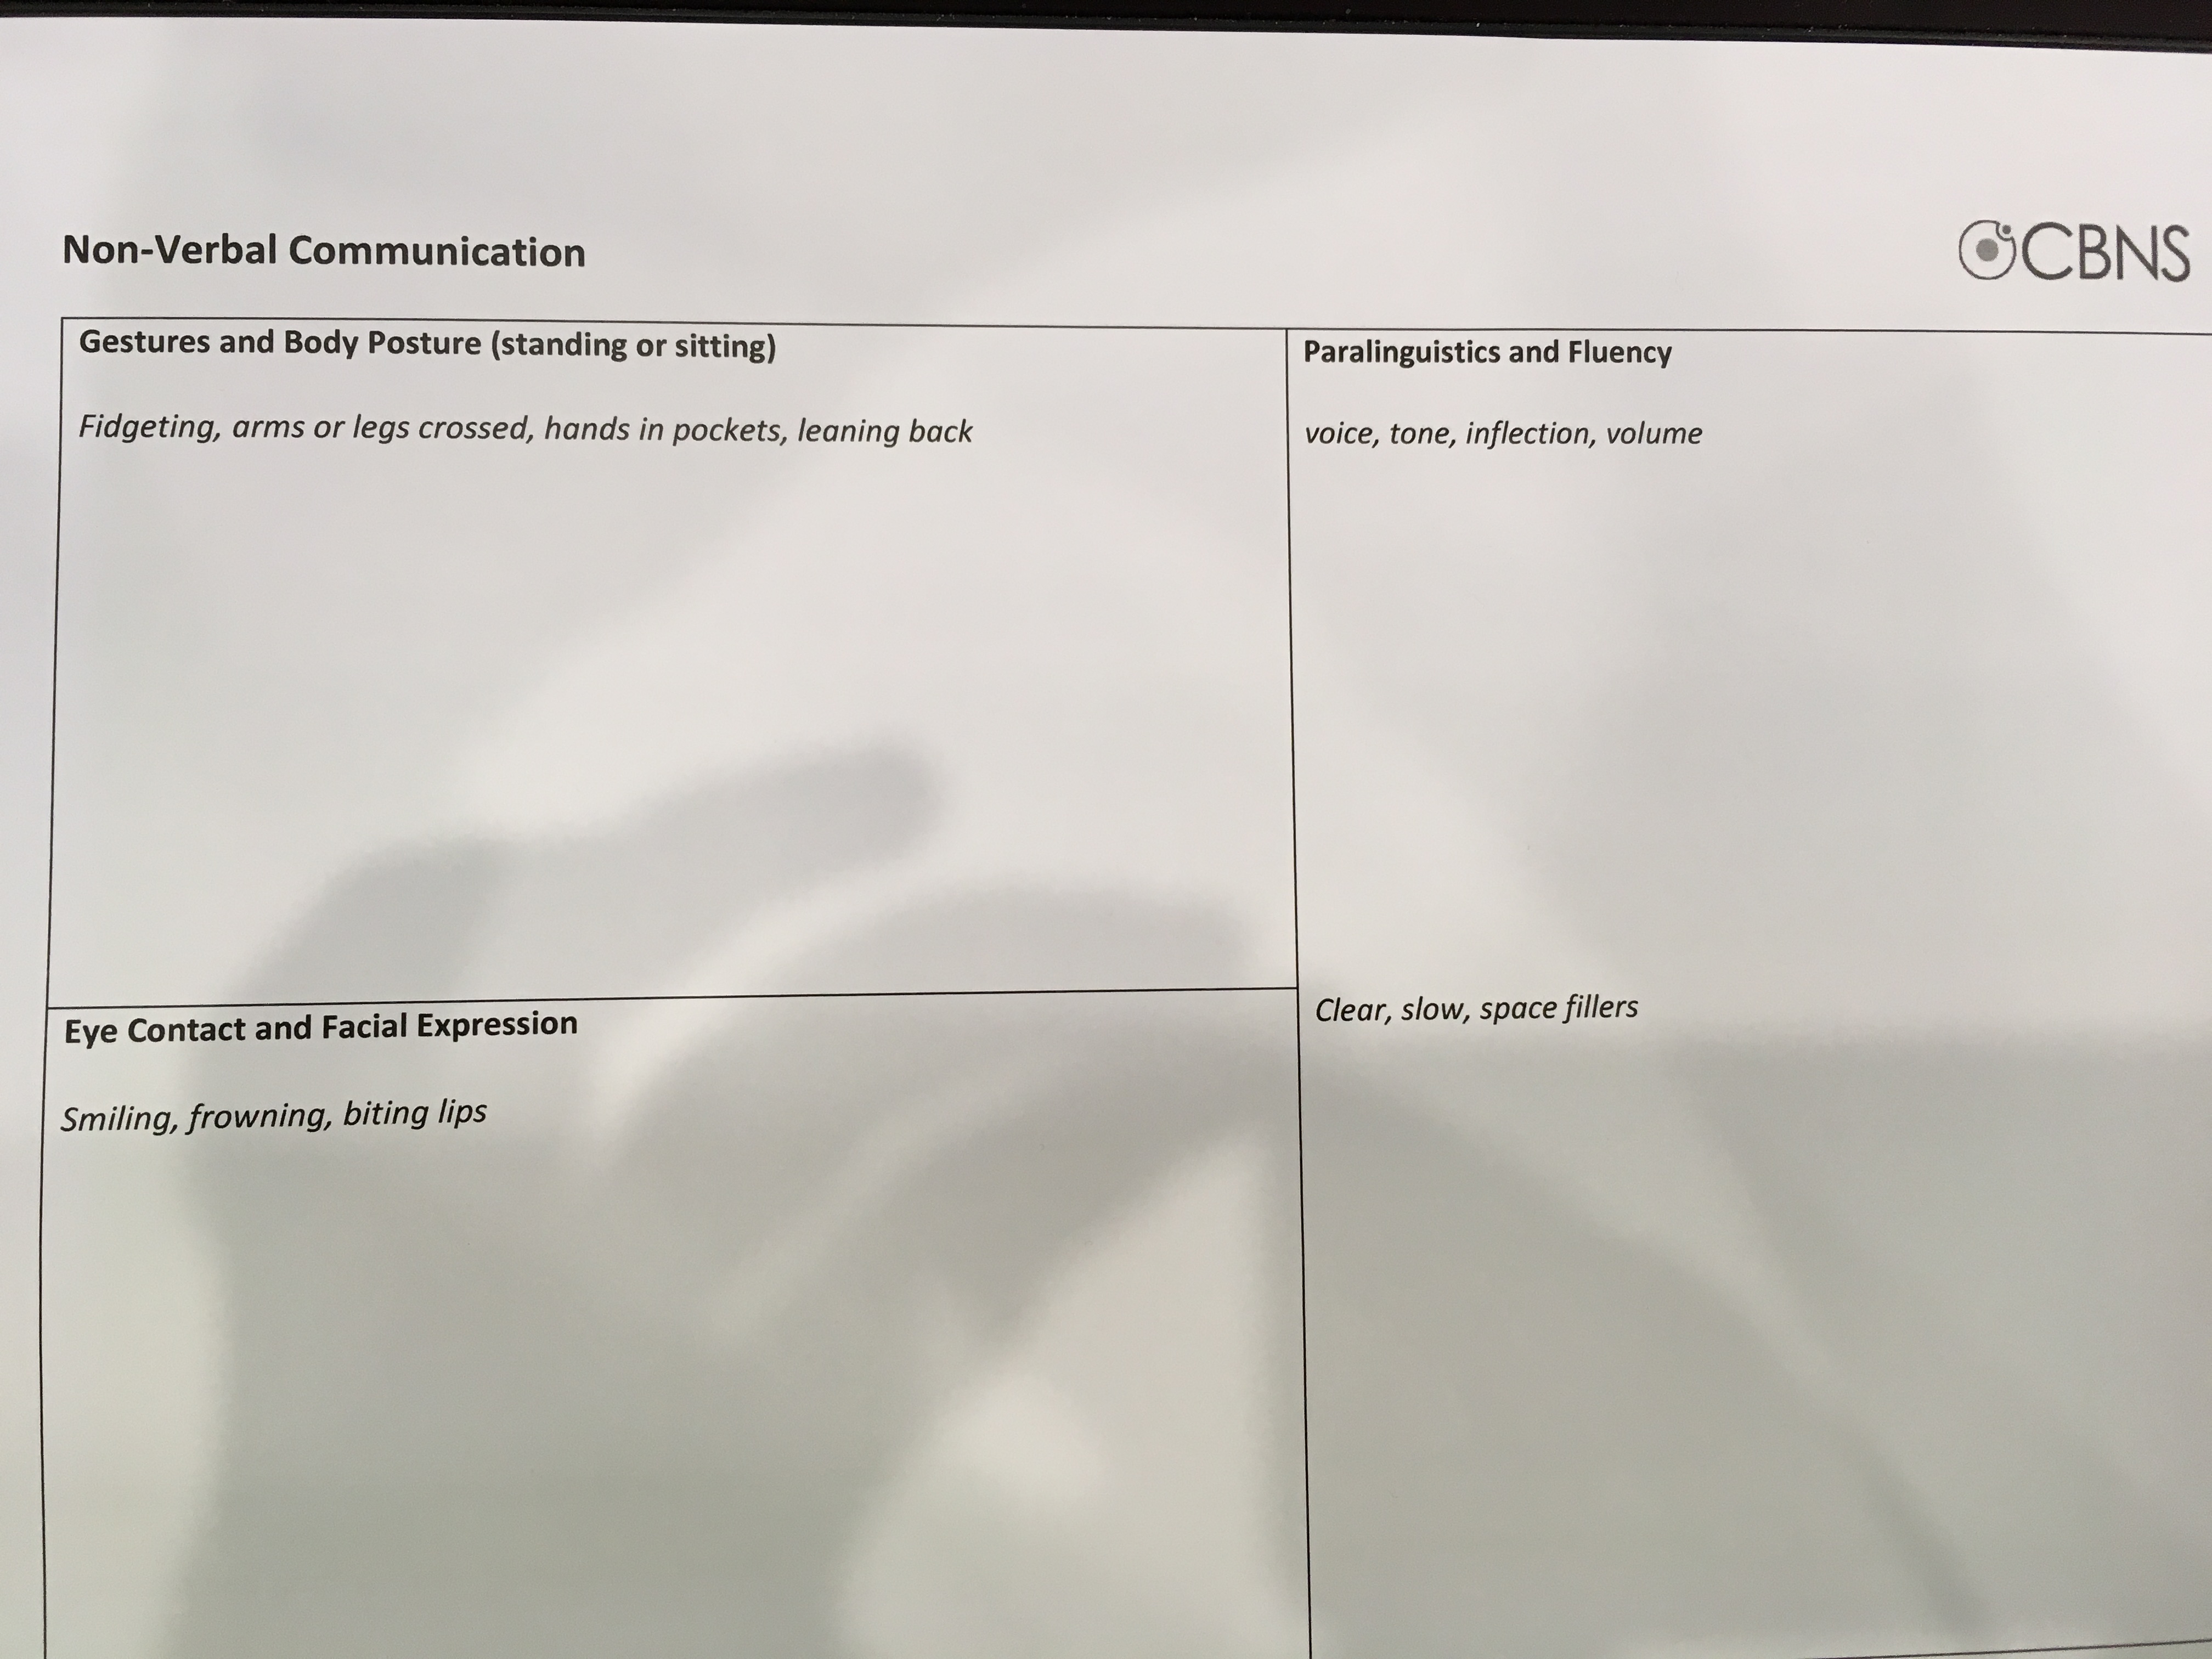 Non-Verbal Communication
CBNS
Gestures and Body Posture (standing or sitting)
Fidgeting, arms or legs crossed, hands in pockets, leaning back
Paralinguistics and Fluency
voice, tone, inflection, volume
Eye Contact and Facial Expression
Smiling, frowning, biting lips
Clear, slow, space fillers